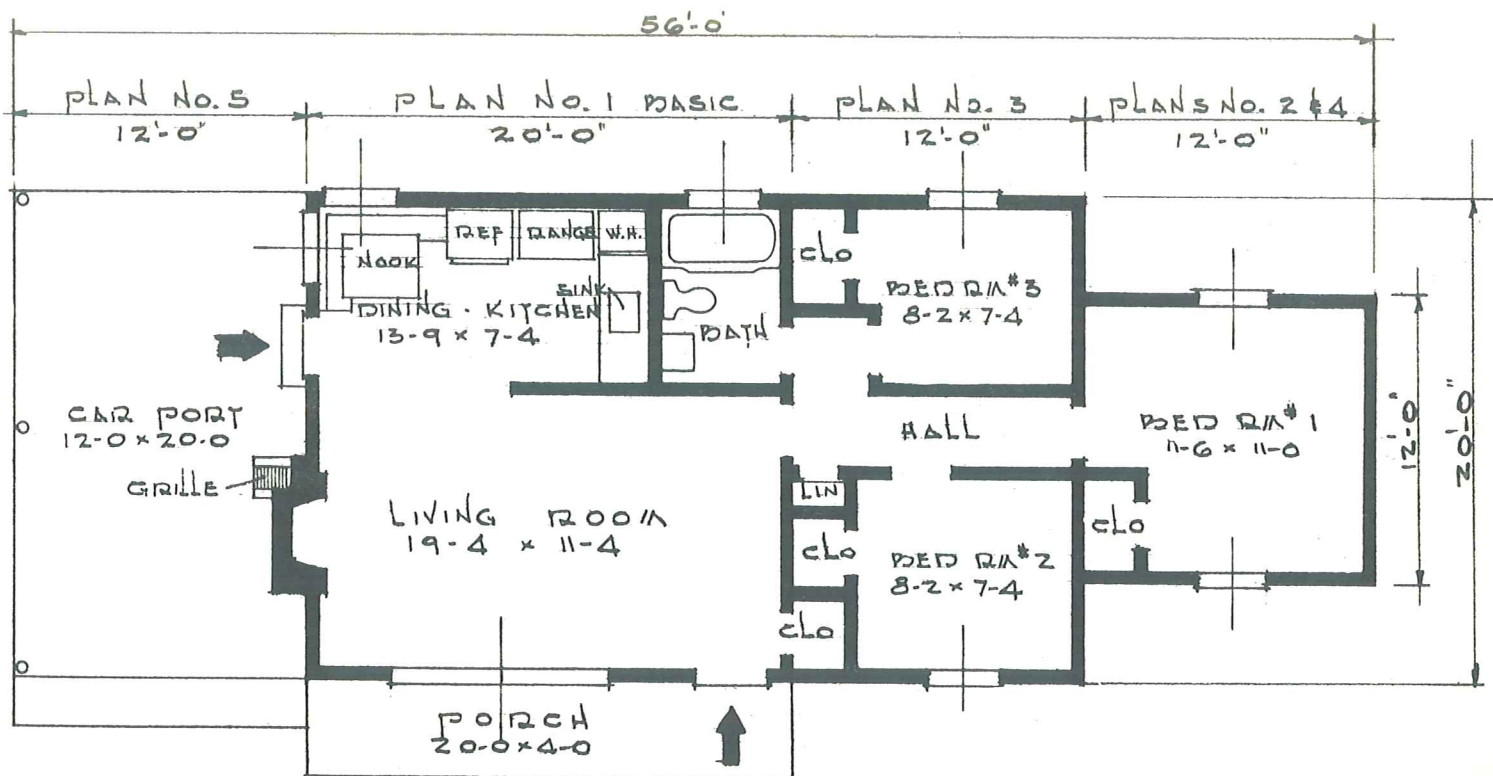 56'-0'
PLAN NO. 5
12'-0"
PLAN NO. 1 BASIC
20'-0"
PLAN NO. 3
12'-0"
PLANS NO. 2 & 4
12'-0"
REF
RANGE
W.H.
NOOK
SINK
DINING - KITCHEN
13-9 x 7-4
BATH
CLO
BED RM #3
8-2 x 7-4
CAR PORT
12-0 x 20-0
GRILLE
HALL
BED RM #1
11-6 x 11-0
12'-0"
20'-0"
LIVING ROOM
19-4 x 11-4
LIN
CLO
CLO
BED RM #2
8-2 x 7-4
CLO
PORCH
20-0 x 4-0